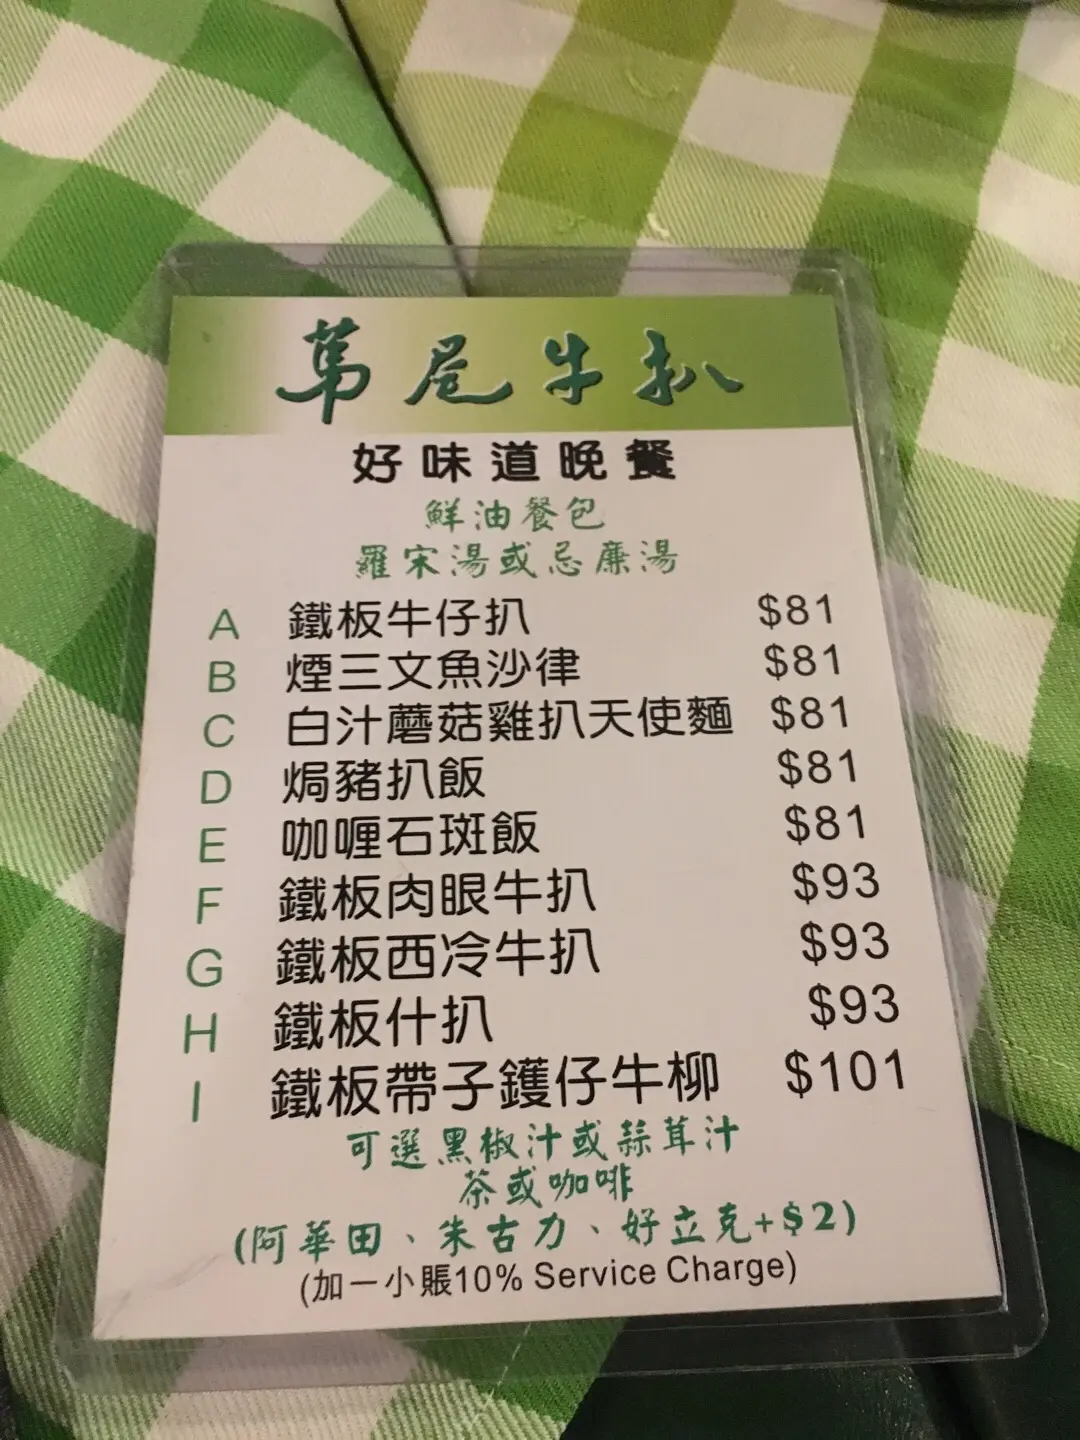 第尼牛扒
好味道晚餐
鮮油餐包
羅宋湯或忌廉湯
A 鐵板牛仔扒 $81
B 煙三文魚沙律 $81
C 白汁蘑菇雞扒天使麵 $81
D 焗豬扒飯 $81
E 咖喱石斑飯 $81
F 鐵板肉眼牛扒 $93
G 鐵板西冷牛扒 $93
H 鐵板什扒 $93
I 鐵板帶子鑊仔牛柳 $101
可選黑椒汁或蒜茸汁
茶或咖啡
(阿華田、朱古力、好立克+$2)
(加一小賬10% Service Charge)